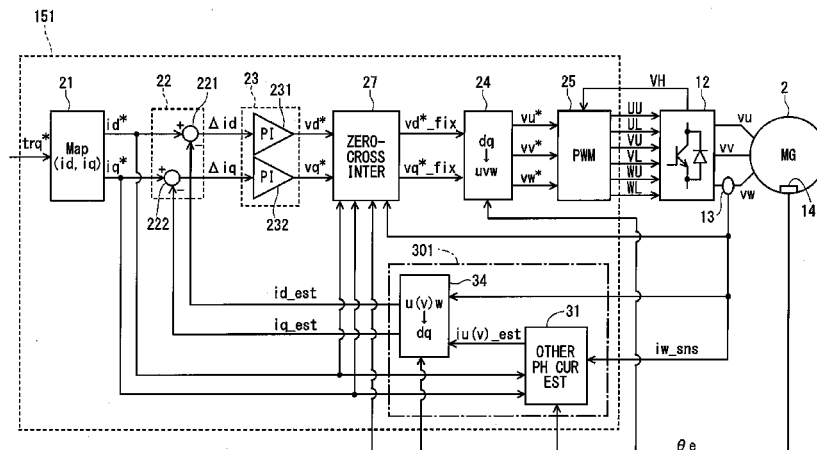 151
21
22
221
23
231
27
24
25
VH
12
2
trq*
Map
(id, iq)
id*
iq*
+
−
+
−
222
Δid
Δiq
PI
PI
232
vd*
vq*
ZERO-
CROSS
INTER
vd*_fix
vq*_fix
dq
↓
uvw
vu*
vv*
vw*
PWM
UU
UL
VU
VL
WU
WL
vu
vv
vw
MG
13
14
301
34
id_est
iq_est
u(v)w
↓
dq
iu(v)_est
31
OTHER
PH CUR
EST
iw_sns
θe